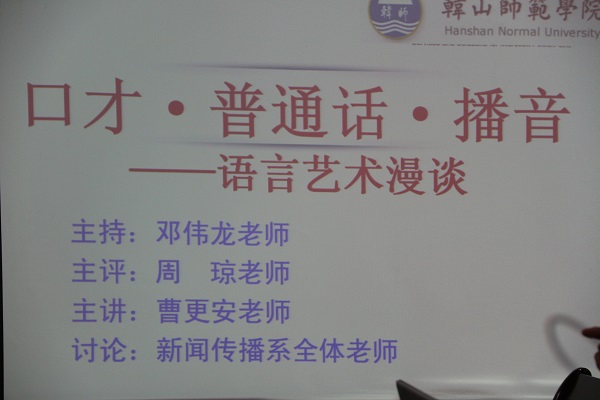 韓師
韓山師範學院
Hanshan Normal University
口才·普通话·播音
——语言艺术漫谈
主持：邓伟龙老师
主评：周　琼老师
主讲：曹更安老师
讨论：新闻传播系全体老师